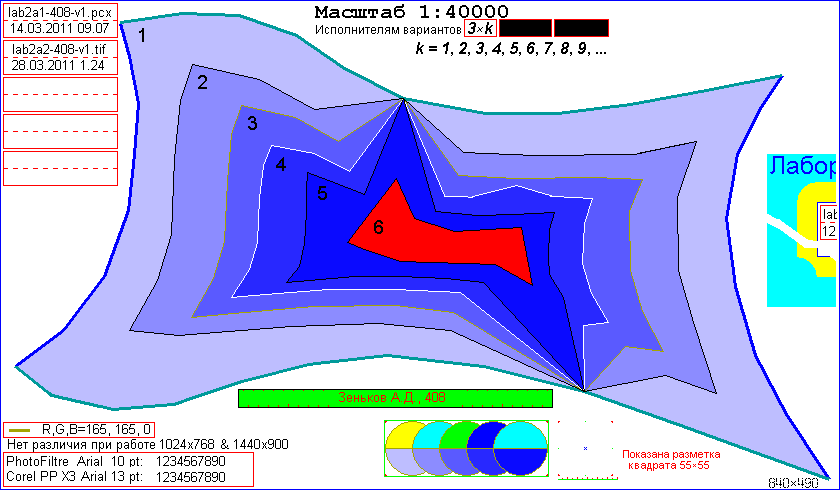 lab2a1-408-v1.pcx
14.03.2011 09.07
lab2a2-408-v1.tif
28.03.2011 1.24
Масштаб 1:40000
Исполнителям вариантов 3×k
k = 1, 2, 3, 4, 5, 6, 7, 8, 9, ...
1
2
3
4
5
6
Лабор
lab
12
Зеньков А.Д., 408
R,G,B=165, 165, 0
Нет различия при работе 1024x768 & 1440x900
PhotoFiltre Arial 10 pt: 1234567890
Corel PP X3 Arial 13 pt: 1234567890
Показана разметка
квадрата 55×55
840×490